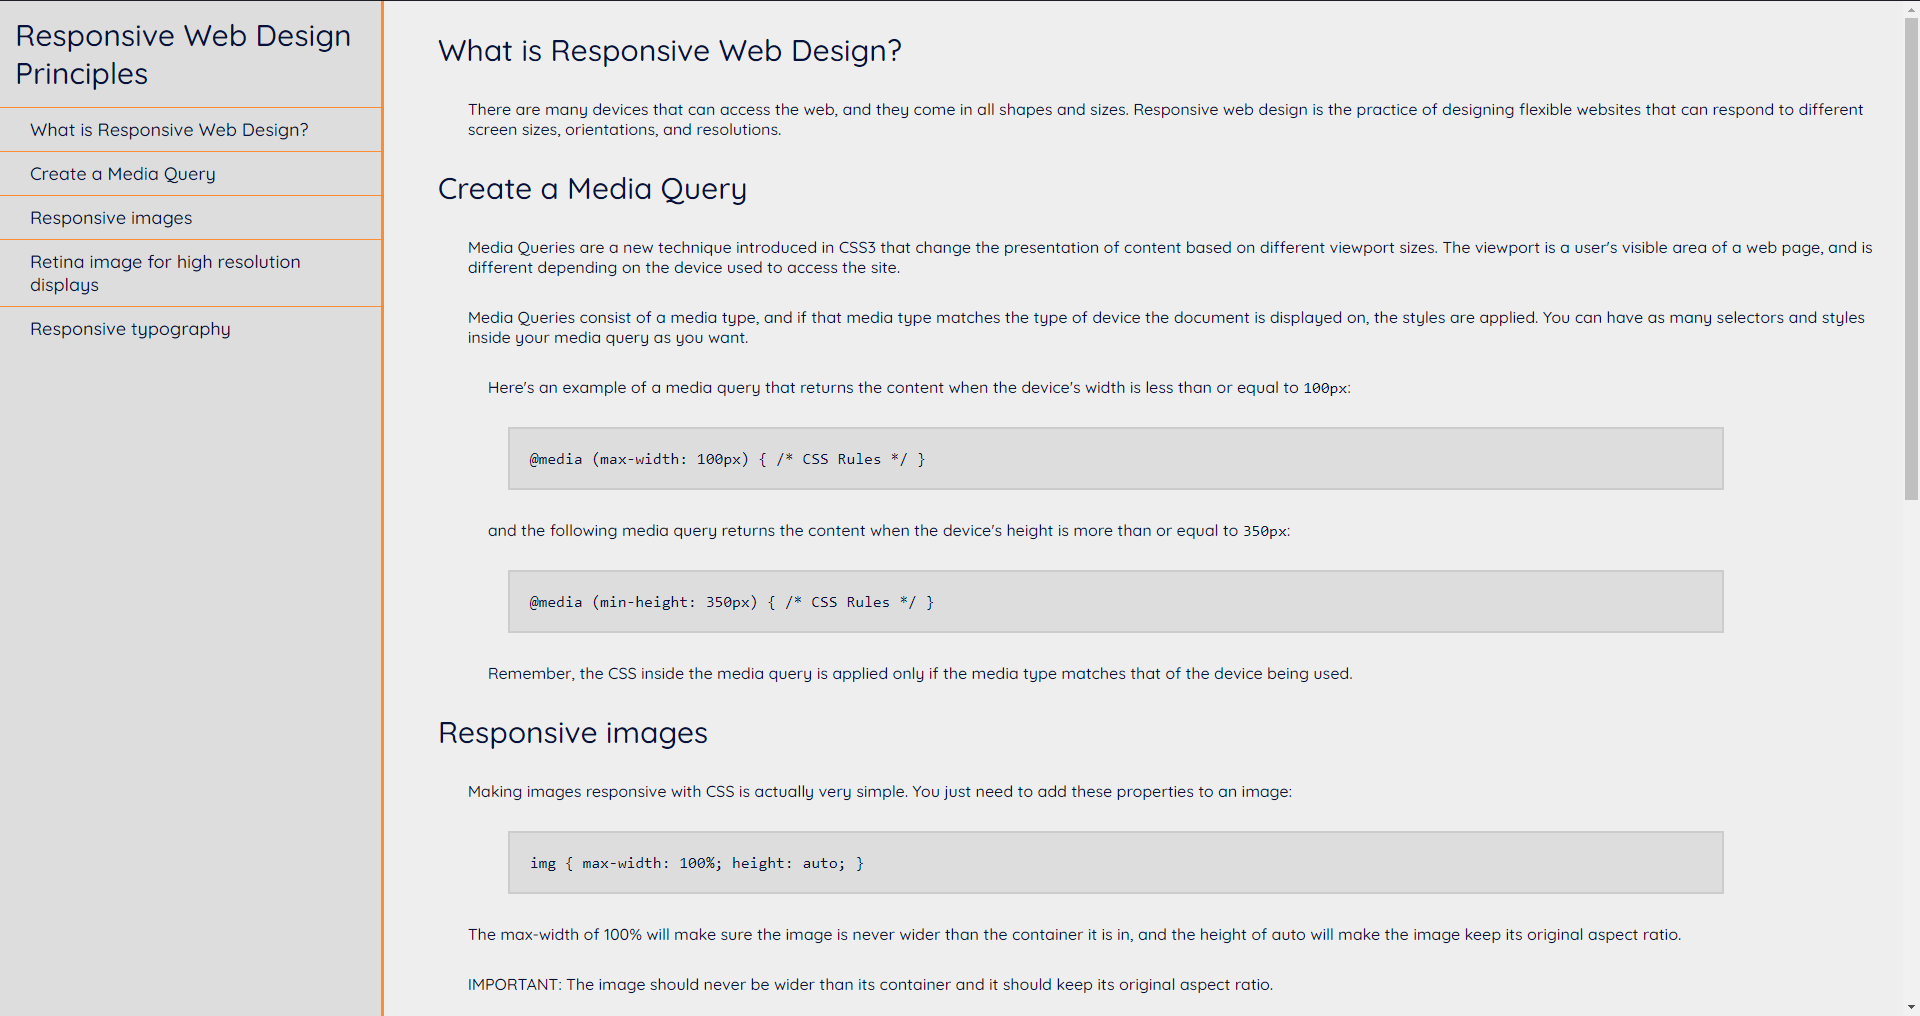 Responsive Web Design
Principles
What is Responsive Web Design?
Create a Media Query
Responsive images
Retina image for high resolution
displays
Responsive typography
What is Responsive Web Design?
There are many devices that can access the web, and they come in all shapes and sizes. Responsive web design is the practice of designing flexible websites that can respond to different
screen sizes, orientations, and resolutions.
Create a Media Query
Media Queries are a new technique introduced in CSS3 that change the presentation of content based on different viewport sizes. The viewport is a user's visible area of a web page, and is
different depending on the device used to access the site.
Media Queries consist of a media type, and if that media type matches the type of device the document is displayed on, the styles are applied. You can have as many selectors and styles
inside your media query as you want.
Here's an example of a media query that returns the content when the device's width is less than or equal to 100px:
@media (max-width: 100px) { /* CSS Rules */ }
and the following media query returns the content when the device's height is more than or equal to 350px:
@media (min-height: 350px) { /* CSS Rules */ }
Remember, the CSS inside the media query is applied only if the media type matches that of the device being used.
Responsive images
Making images responsive with CSS is actually very simple. You just need to add these properties to an image:
img { max-width: 100%; height: auto; }
The max-width of 100% will make sure the image is never wider than the container it is in, and the height of auto will make the image keep its original aspect ratio.
IMPORTANT: The image should never be wider than its container and it should keep its original aspect ratio.